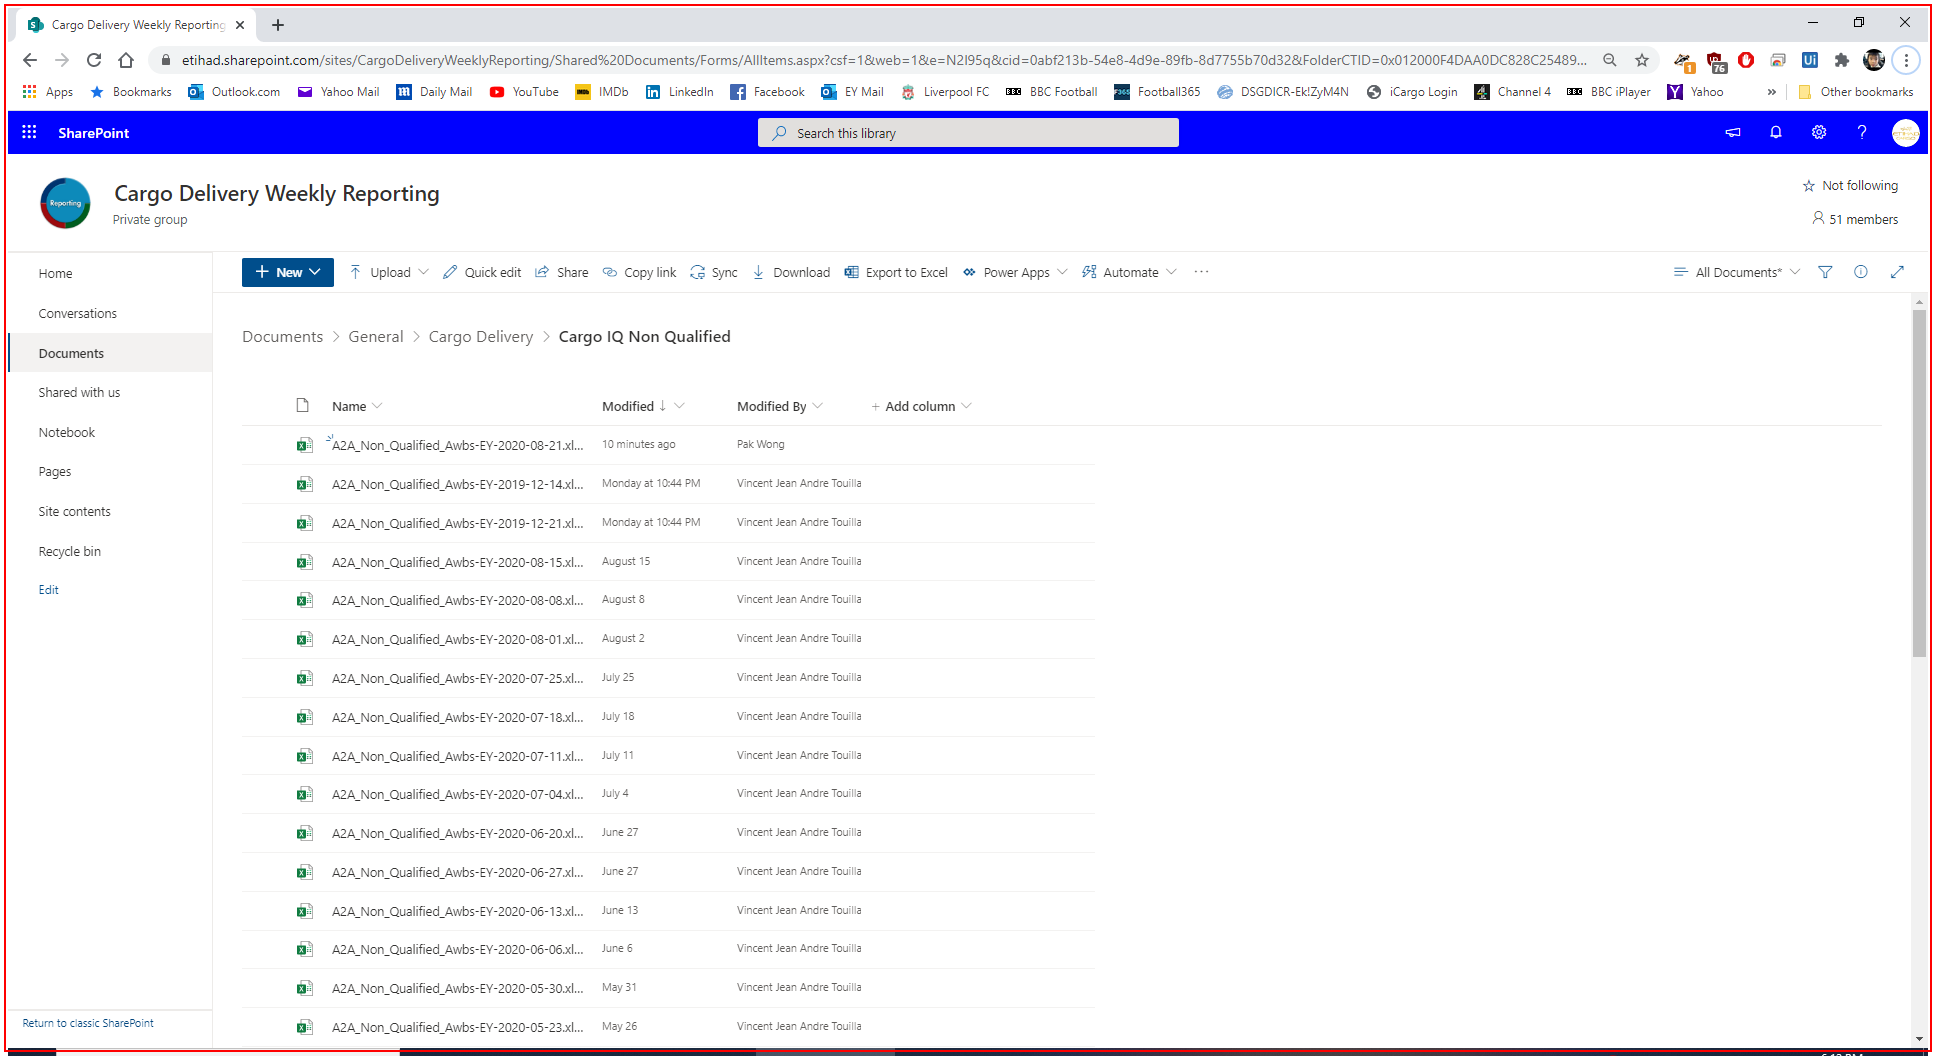 Cargo Delivery Weekly Reporting
etihad.sharepoint.com/sites/CargoDeliveryWeeklyReporting/Shared%20Documents/Forms/AllItems.aspx?csf=1&web=1&e=N2I95q&cid=0abf213b-54e8-4d9e-89fb-8d7755b70d32&FolderCTID=0x012000F4DAA0DC828C25489...
1
76
Ui
Apps Bookmarks Outlook.com Yahoo Mail Daily Mail YouTube IMDb LinkedIn Facebook EY Mail Liverpool FC BBC Football Football365 DSGDICR-Ek!ZyM4N iCargo Login Channel 4 BBC iPlayer Yahoo » Other bookmarks
SharePoint
Search this library
?
Reporting
Cargo Delivery Weekly Reporting
Private group
Not following
51 members
Home
Conversations
Documents
Shared with us
Notebook
Pages
Site contents
Recycle bin
Edit
Return to classic SharePoint
+ New Upload Quick edit Share Copy link Sync Download Export to Excel Power Apps Automate ... All Documents*
Documents > General > Cargo Delivery > Cargo IQ Non Qualified
Name Modified ↓ Modified By + Add column
A2A_Non_Qualified_Awbs-EY-2020-08-21.xl... 10 minutes ago Pak Wong
A2A_Non_Qualified_Awbs-EY-2019-12-14.xl... Monday at 10:44 PM Vincent Jean Andre Touilla
A2A_Non_Qualified_Awbs-EY-2019-12-21.xl... Monday at 10:44 PM Vincent Jean Andre Touilla
A2A_Non_Qualified_Awbs-EY-2020-08-15.xl... August 15 Vincent Jean Andre Touilla
A2A_Non_Qualified_Awbs-EY-2020-08-08.xl... August 8 Vincent Jean Andre Touilla
A2A_Non_Qualified_Awbs-EY-2020-08-01.xl... August 2 Vincent Jean Andre Touilla
A2A_Non_Qualified_Awbs-EY-2020-07-25.xl... July 25 Vincent Jean Andre Touilla
A2A_Non_Qualified_Awbs-EY-2020-07-18.xl... July 18 Vincent Jean Andre Touilla
A2A_Non_Qualified_Awbs-EY-2020-07-11.xl... July 11 Vincent Jean Andre Touilla
A2A_Non_Qualified_Awbs-EY-2020-07-04.xl... July 4 Vincent Jean Andre Touilla
A2A_Non_Qualified_Awbs-EY-2020-06-20.xl... June 27 Vincent Jean Andre Touilla
A2A_Non_Qualified_Awbs-EY-2020-06-27.xl... June 27 Vincent Jean Andre Touilla
A2A_Non_Qualified_Awbs-EY-2020-06-13.xl... June 13 Vincent Jean Andre Touilla
A2A_Non_Qualified_Awbs-EY-2020-06-06.xl... June 6 Vincent Jean Andre Touilla
A2A_Non_Qualified_Awbs-EY-2020-05-30.xl... May 31 Vincent Jean Andre Touilla
A2A_Non_Qualified_Awbs-EY-2020-05-23.xl... May 26 Vincent Jean Andre Touilla